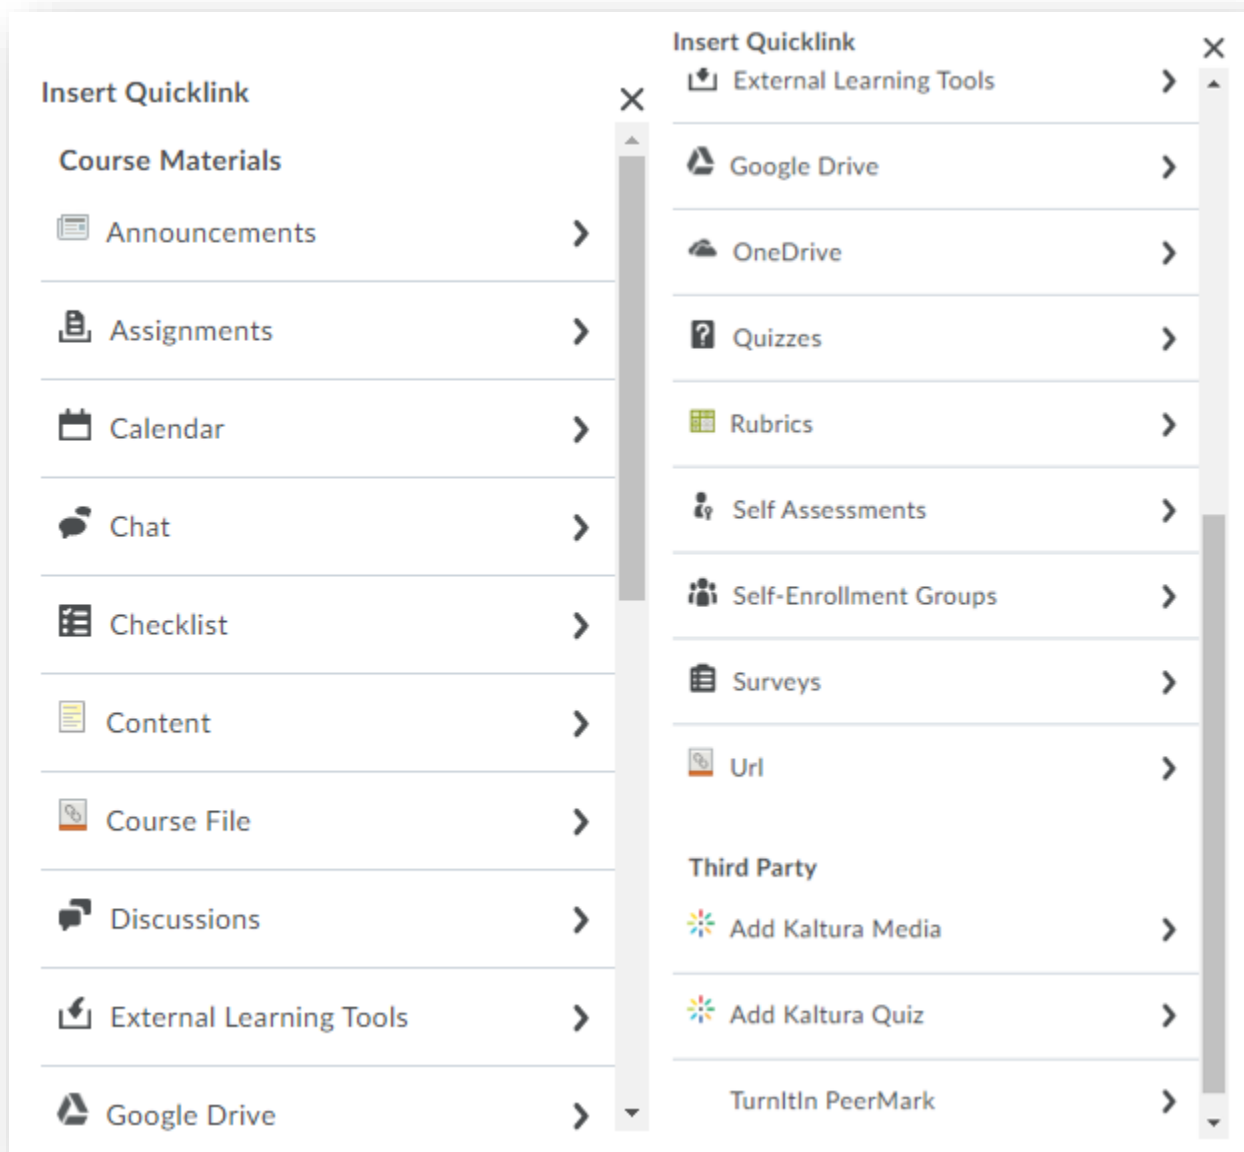 Insert Quicklink
Course Materials
Announcements
Assignments
Calendar
Chat
Checklist
Content
Course File
Discussions
External Learning Tools
Google Drive
Insert Quicklink
External Learning Tools
Google Drive
OneDrive
Quizzes
Rubrics
Self Assessments
Self-Enrollment Groups
Surveys
Url
Third Party
Add Kaltura Media
Add Kaltura Quiz
TurnItIn PeerMark